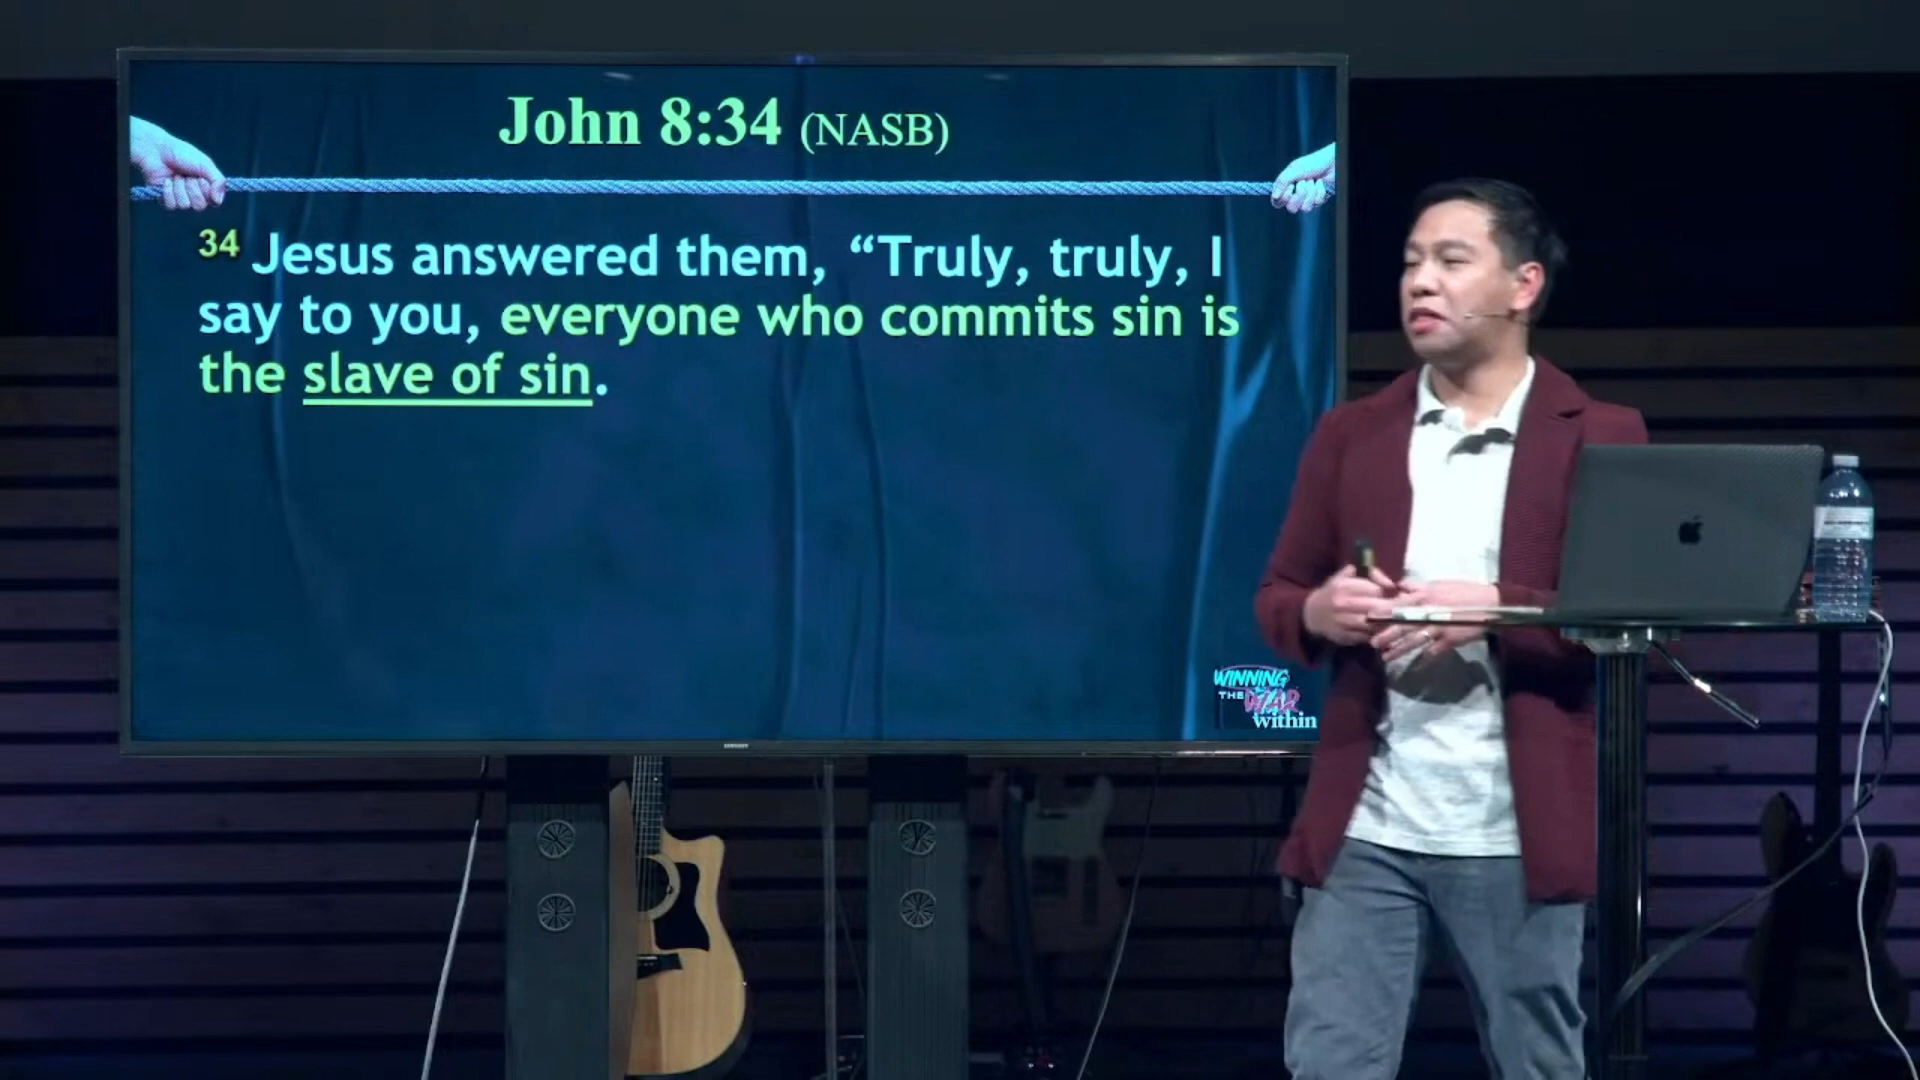 John 8:34 (NASB)
34 Jesus answered them, “Truly, truly, I
say to you, everyone who commits sin is
the slave of sin.
WINNING
THE WAR
within
SAMSUNG